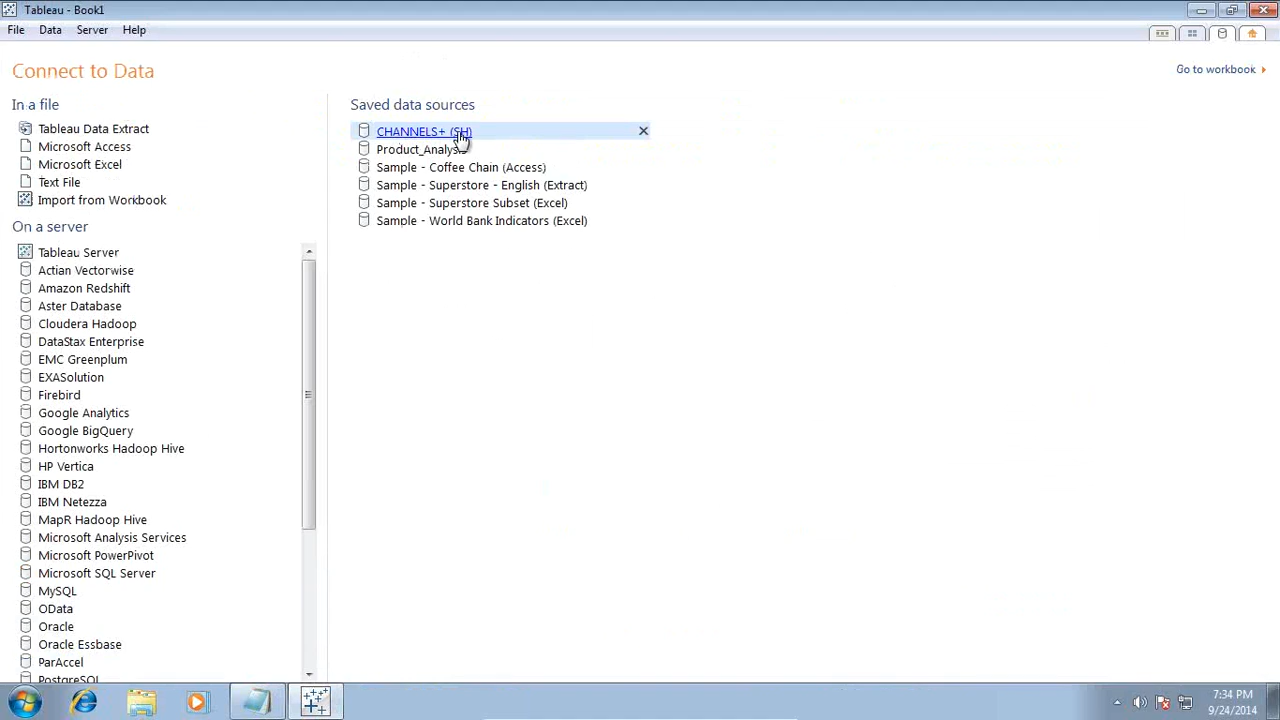 Tableau - Book1
File Data Server Help
Connect to Data
Go to workbook
In a file
Tableau Data Extract
Microsoft Access
Microsoft Excel
Text File
Import from Workbook
On a server
Tableau Server
Actian Vectorwise
Amazon Redshift
Aster Database
Cloudera Hadoop
DataStax Enterprise
EMC Greenplum
EXASolution
Firebird
Google Analytics
Google BigQuery
Hortonworks Hadoop Hive
HP Vertica
IBM DB2
IBM Netezza
MapR Hadoop Hive
Microsoft Analysis Services
Microsoft PowerPivot
Microsoft SQL Server
MySQL
OData
Oracle
Oracle Essbase
ParAccel
PostgreSQL
Saved data sources
CHANNELS+ (SH)
Product_Analysis
Sample - Coffee Chain (Access)
Sample - Superstore - English (Extract)
Sample - Superstore Subset (Excel)
Sample - World Bank Indicators (Excel)
7:34 PM
9/24/2014